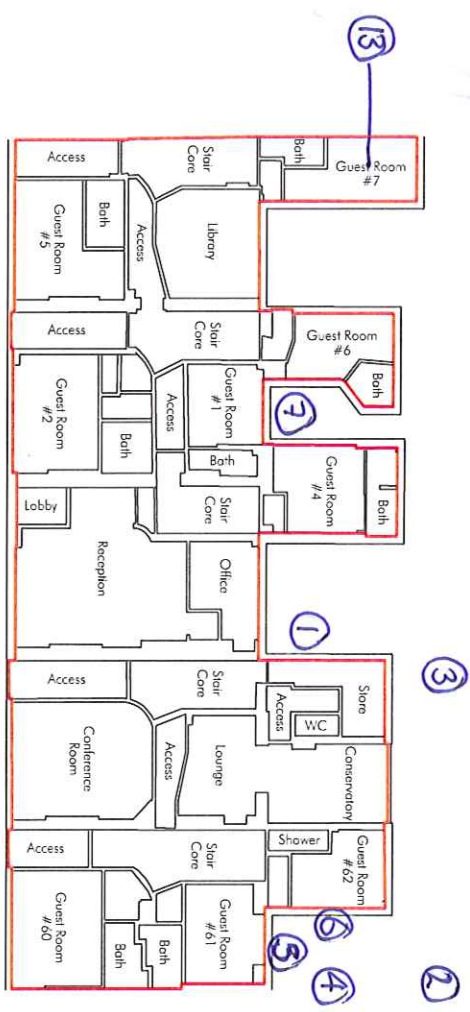 13
Guest Room
#7
Bath
Stair
Core
Access
Library
Access
Bath
Guest Room
#5
Guest Room
#6
Bath
Stair
Core
Access
7
Guest Room
#1
Access
Bath
Guest Room
#2
Bath
Guest Room
#4
Bath
Stair
Core
Lobby
Office
Reception
1
3
Store
Access
WC
Stair
Core
Access
Conservatory
Lounge
Access
Conference
Room
Guest Room
#62
Shower
Stair
Core
Access
6
5
4
2
Guest Room
#61
Bath
Bath
Guest Room
#60